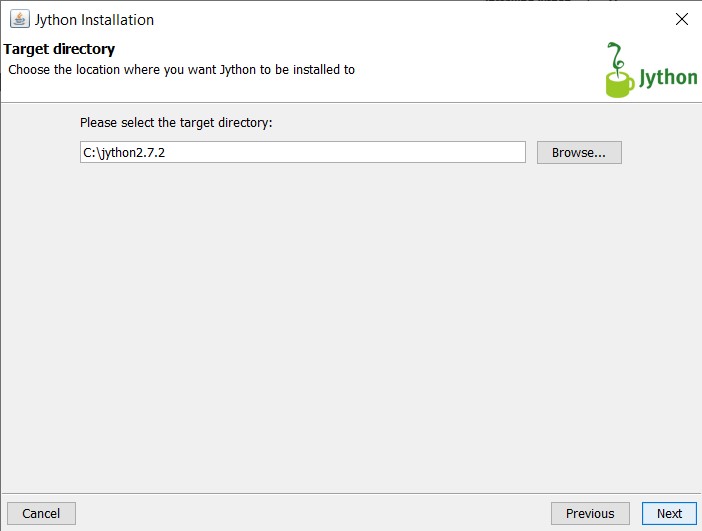 Jython Installation
Target directory
Choose the location where you want Jython to be installed to
Jython
Please select the target directory:
C:\jython2.7.2
Browse...
Cancel
Previous
Next